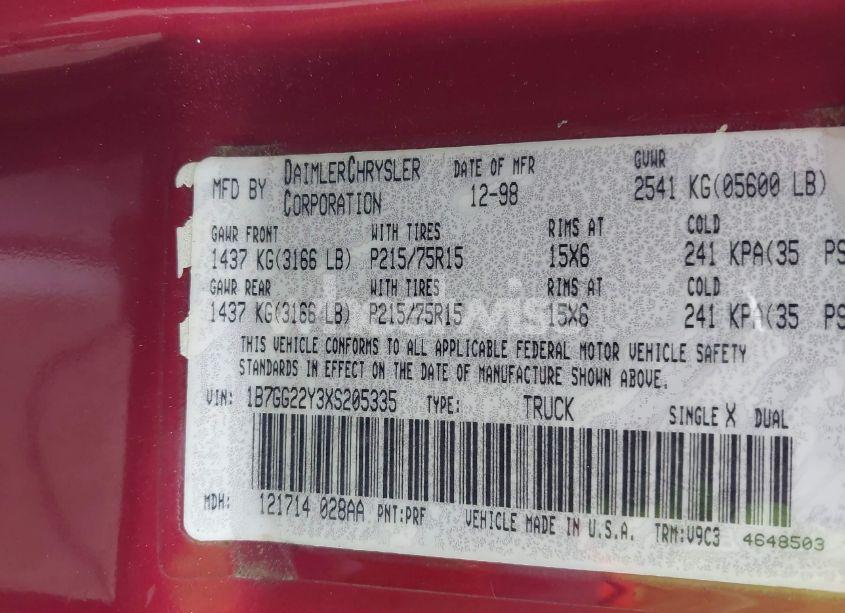 MFD BY DAIMLERCHRYSLER CORPORATION DATE OF MFR 12-98 GVWR 2541 KG(05600 LB)
GAWR FRONT WITH TIRES RIMS AT COLD
1437 KG(3166 LB) P215/75R15 15X6 241 KPA(35 PS
GAWR REAR WITH TIRES RIMS AT COLD
1437 KG(3166 LB) P215/75R15 15X6 241 KPA(35 PS
THIS VEHICLE CONFORMS TO ALL APPLICABLE FEDERAL MOTOR VEHICLE SAFETY
STANDARDS IN EFFECT ON THE DATE OF MANUFACTURE SHOWN ABOVE.
VIN: 1B7GG22Y3XS205335 TYPE: TRUCK SINGLE X DUAL
MDH: 121714 028AA PNT:PRF VEHICLE MADE IN U.S.A. TRM:V9C3 4648503